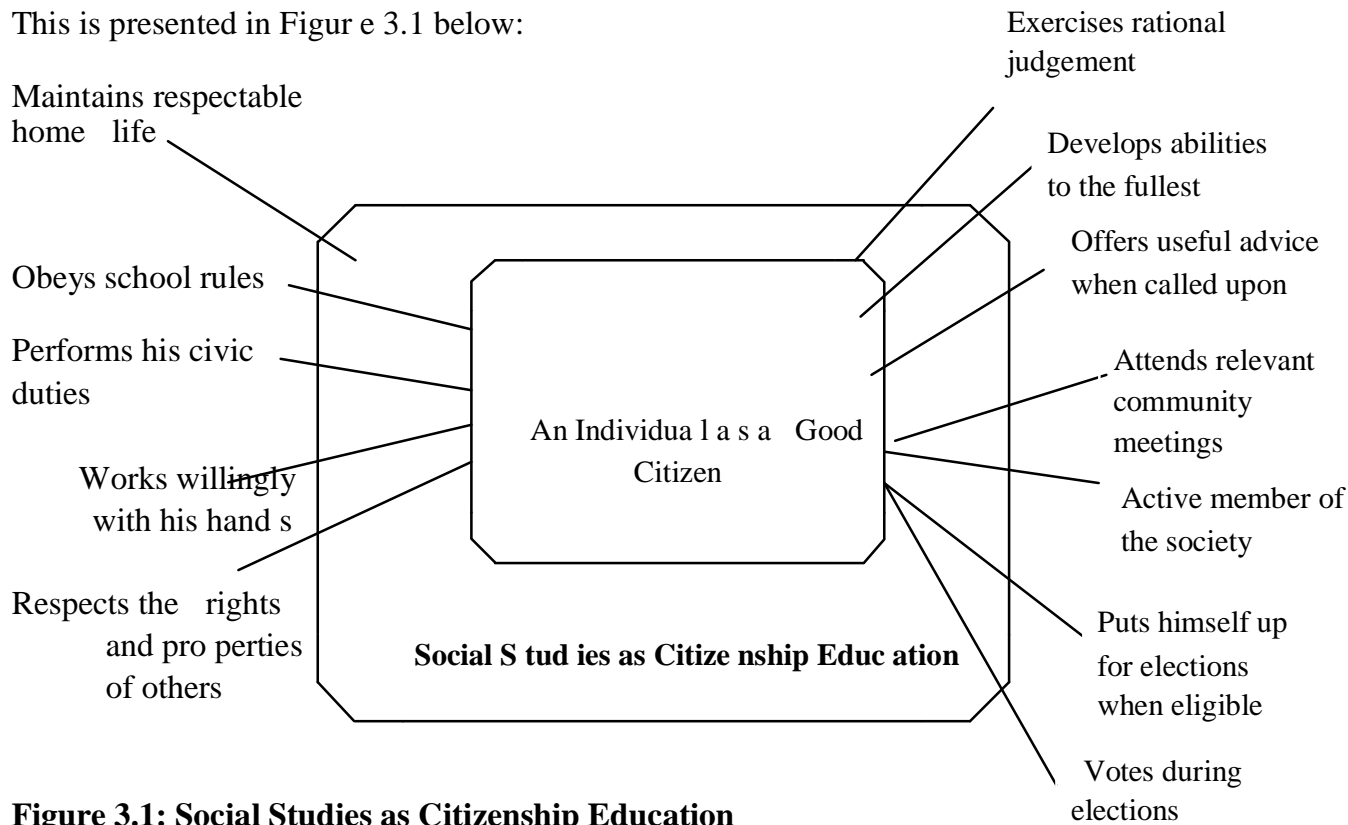 This is presented in Figur e 3.1 below:
Maintains respectable
home life
Obeys school rules
Performs his civic
duties
Works willingly
with his hand s
Respects the rights
and pro perties
of others
An Individua l a s a Good
Citizen
Social S tud ies as Citize nship Educ ation
Exercises rational
judgement
Develops abilities
to the fullest
Offers useful advice
when called upon
Attends relevant
community
meetings
Active member of
the society
Puts himself up
for elections
when eligible
Votes during
elections
Figure 3.1: Social Studies as Citizenship Education